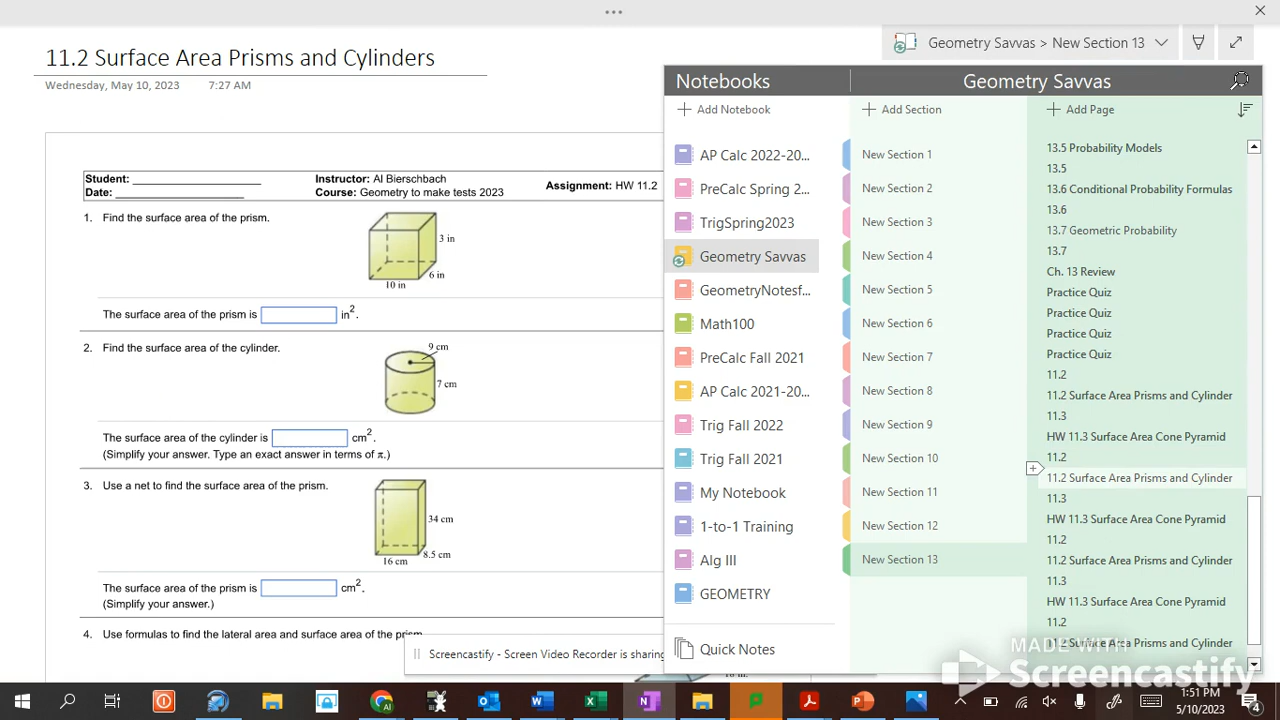 11.2 Surface Area Prisms and Cylinders
Wednesday, May 10, 2023 7:27 AM
Geometry Savvas > New Section 13
Student: ____________________
Instructor: Al Bierschbach
Date: ____________________
Course: Geometry to make tests 2023
Assignment: HW 11.2
1. Find the surface area of the prism.
3 in
6 in
10 in
The surface area of the prism is in2.
2. Find the surface area of the cylinder.
9 cm
7 cm
The surface area of the cylinder is cm2.
(Simplify your answer. Type an exact answer in terms of π.)
3. Use a net to find the surface area of the prism.
34 cm
8.5 cm
16 cm
The surface area of the prism is cm2.
(Simplify your answer.)
4. Use formulas to find the lateral area and surface area of the prism
Screencastify - Screen Video Recorder is sharing
Notebooks
Add Notebook
AP Calc 2022-20...
PreCalc Spring 2...
TrigSpring2023
Geometry Savvas
GeometryNotesf...
Math100
PreCalc Fall 2021
AP Calc 2021-20...
Trig Fall 2022
Trig Fall 2021
My Notebook
1-to-1 Training
Alg III
GEOMETRY
Quick Notes
Geometry Savvas
Add Section
New Section 1
New Section 2
New Section 3
New Section 4
New Section 5
New Section 6
New Section 7
New Section 8
New Section 9
New Section 10
New Section 11
New Section 12
New Section 13
Add Page
13.5 Probability Models
13.5
13.6 Conditional Probability Formulas
13.6
13.7 Geometric Probability
13.7
Ch. 13 Review
Practice Quiz
Practice Quiz
Practice Quiz
Practice Quiz
11.2
11.2 Surface Area Prisms and Cylinder
11.3
HW 11.3 Surface Area Cone Pyramid
11.2
11.2 Surface Area Prisms and Cylinder
11.3
HW 11.3 Surface Area Cone Pyramid
11.2
11.2 Surface Area Prisms and Cylinder
11.3
HW 11.3 Surface Area Cone Pyramid
11.2
11.2 Surface Area Prisms and Cylinder
MADE WITH
Screencastify
1:51 PM
5/10/2023
4